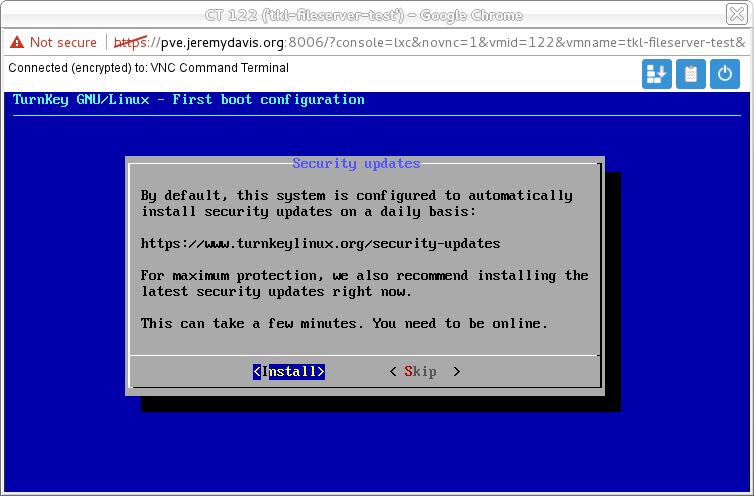 CT 122 ('tkl-fileserver-test') - Google Chrome
Not secure | https://pve.jeremydavis.org:8006/?console=lxc&novnc=1&vmid=122&vmname=tkl-fileserver-test&
Connected (encrypted) to: VNC Command Terminal
TurnKey GNU/Linux - First boot configuration
Security updates
By default, this system is configured to automatically
install security updates on a daily basis:
https://www.turnkeylinux.org/security-updates
For maximum protection, we also recommend installing the
latest security updates right now.
This can take a few minutes. You need to be online.
<Install> < Skip >